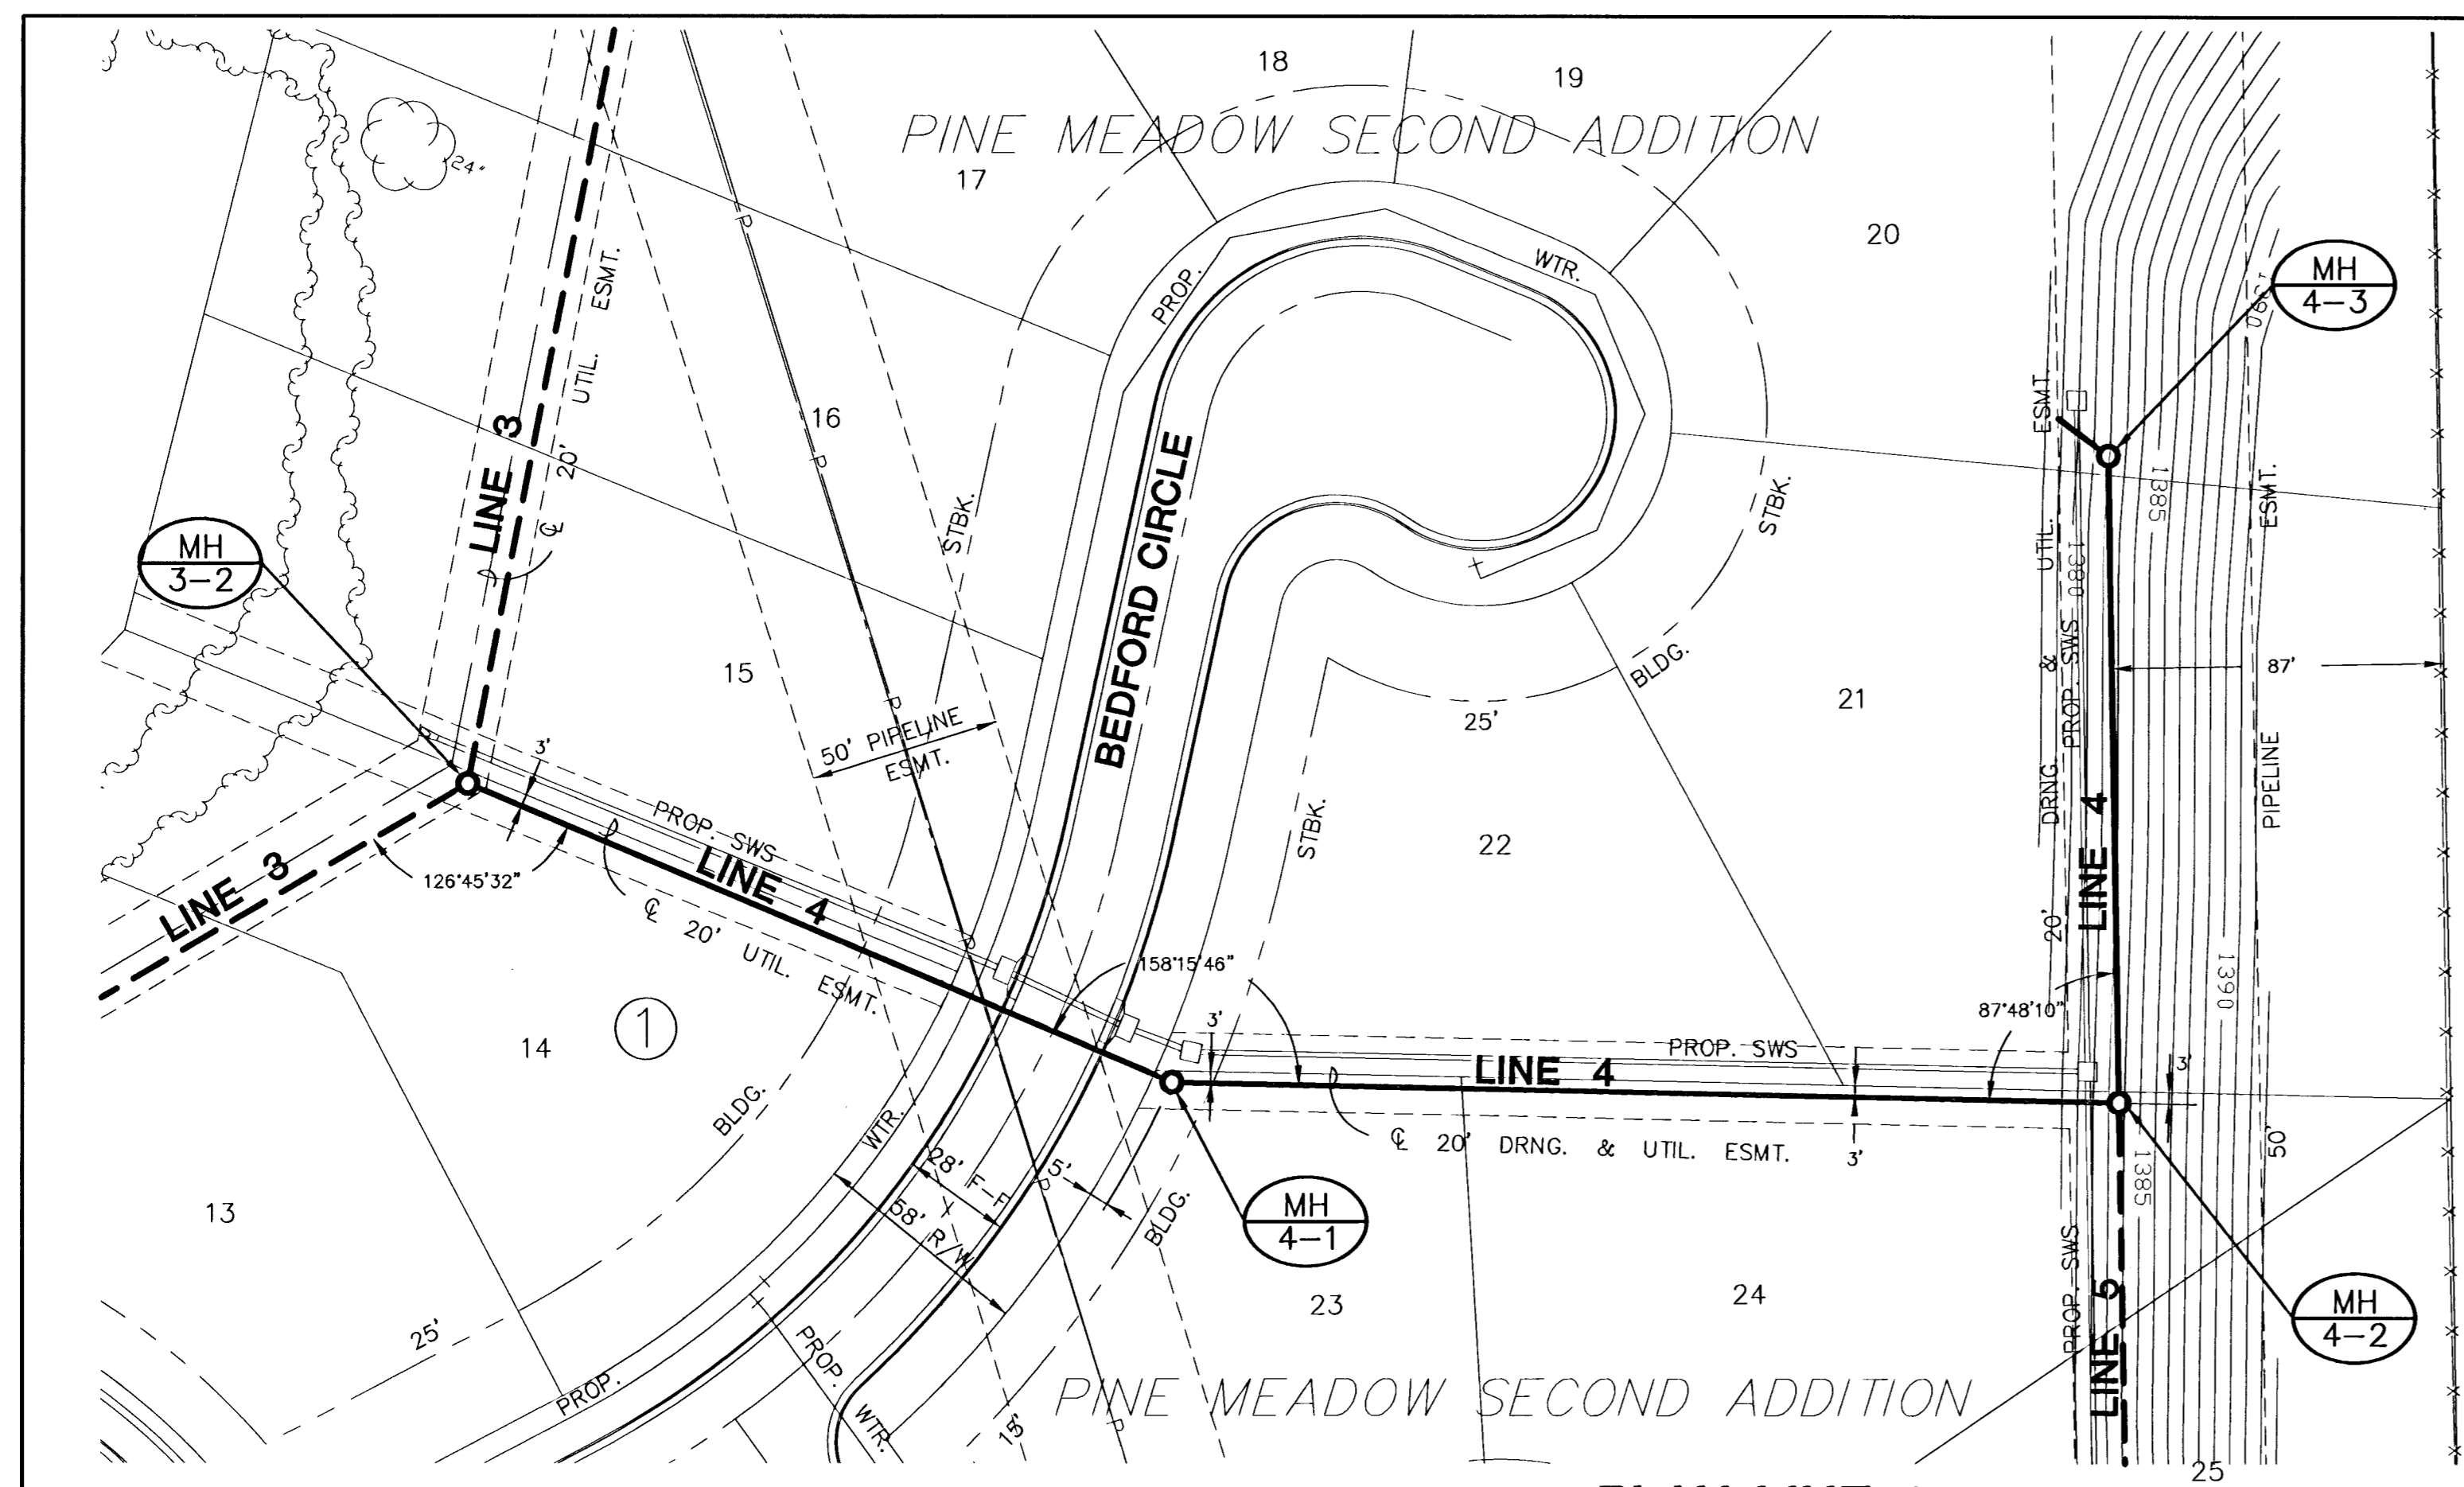 18
19
PINE MEADOW SECOND ADDITION
17
24"
20
MH
4-3
1390
ESMT.
UTIL.
20'
LINE 3
℄
PROP.
WTR.
16
BEDFORD CIRCLE
STBK.
STBK.
ESMT.
UTIL.
&
DRNG.
20'
1385
1380
ESMT.
PIPELINE
50'
MH
3-2
15
50' PIPELINE
ESMT.
BLDG.
25'
21
PROP. SWS
87'
3'
PROP. SWS
LINE 4
126°45'32"
LINE 3
℄ 20' UTIL. ESMT.
STBK.
22
LINE 4
158°15'46"
87°48'10"
1390
1
14
3'
PROP. SWS
LINE 4
3'
℄ 20' DRNG. & UTIL. ESMT.
3'
BLDG.
WTR.
28'
F-F
5'
58'
R/W
BLDG.
MH
4-1
1385
13
23
24
PROP. SWS
LINE 5
MH
4-2
25'
PROP.
PROP.
WTR.
15'
PINE MEADOW SECOND ADDITION
25